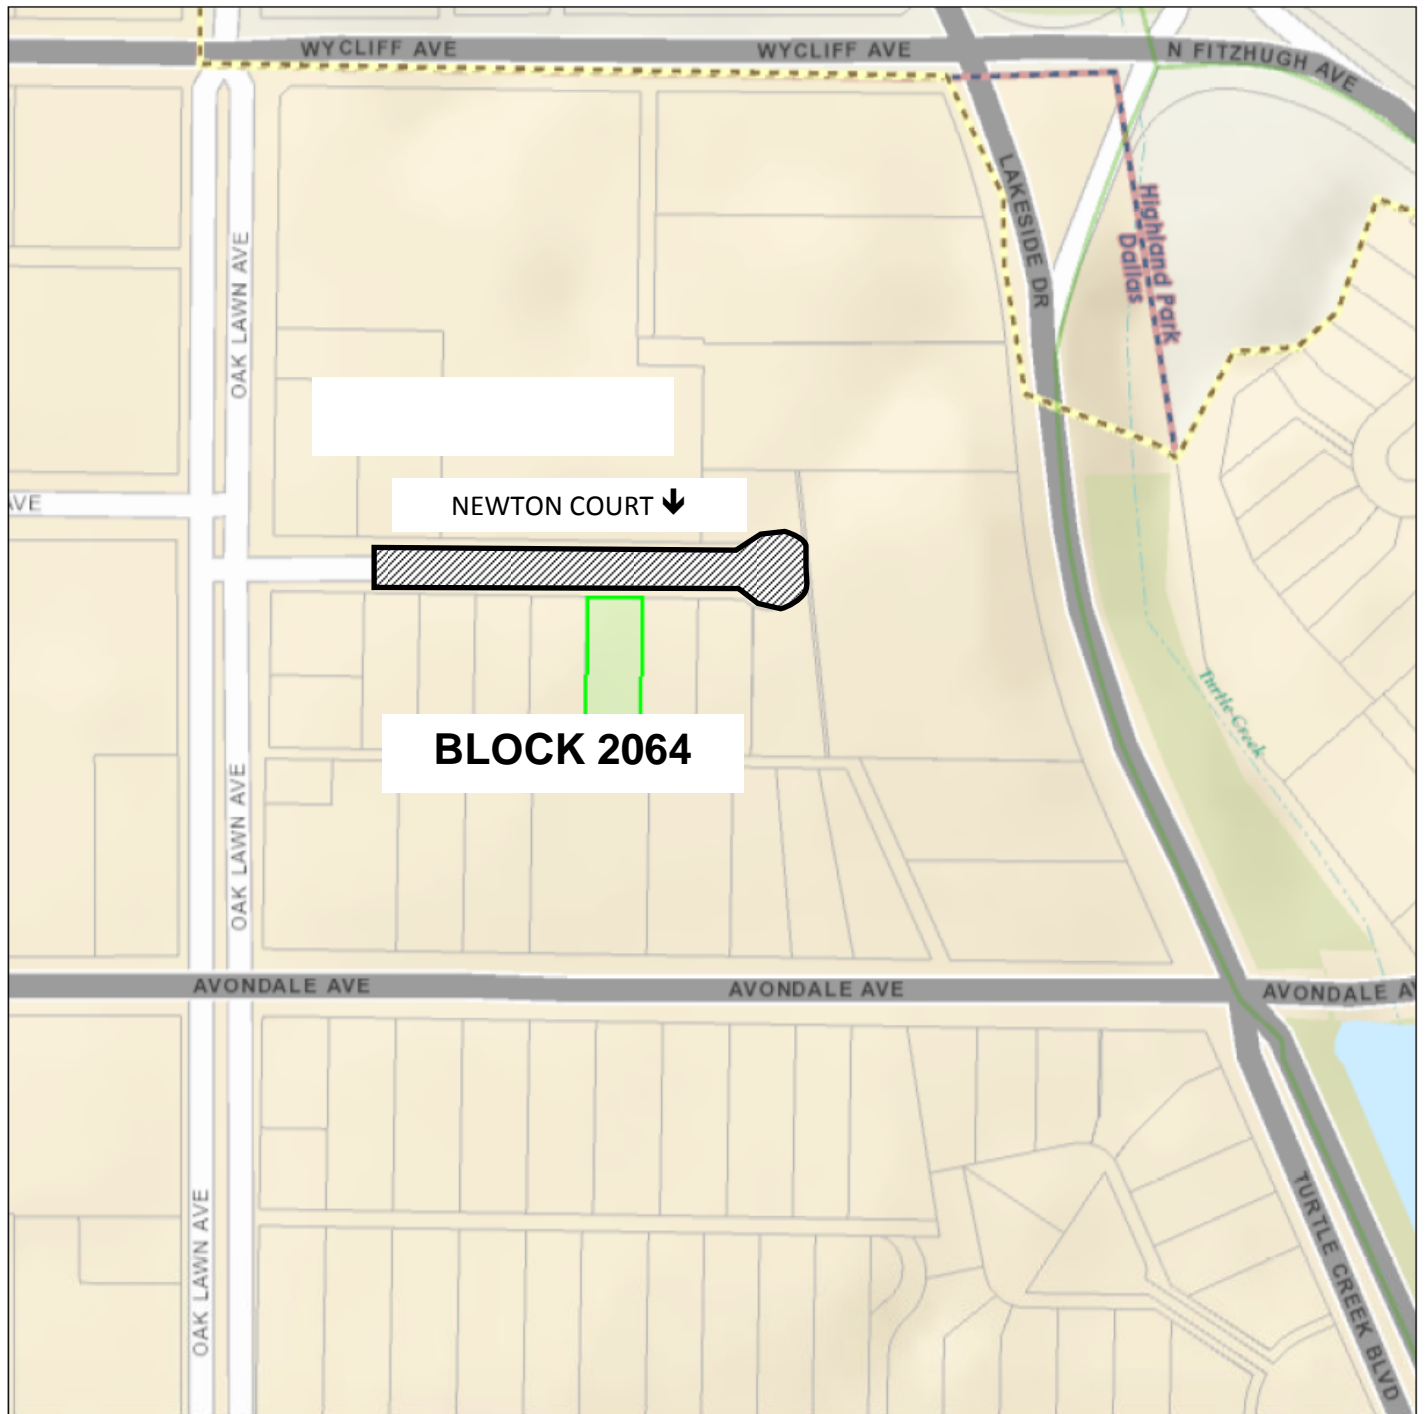 WYCLIFF AVE
WYCLIFF AVE
N FITZHUGH AVE
LAKESIDE DR
Highland Park
Dallas
OAK LAWN AVE
AVE
NEWTON COURT 🡫
BLOCK 2064
Turtle Creek
OAK LAWN AVE
AVONDALE AVE
AVONDALE AVE
AVONDALE AV
OAK LAWN AVE
TURTLE CREEK BLVD